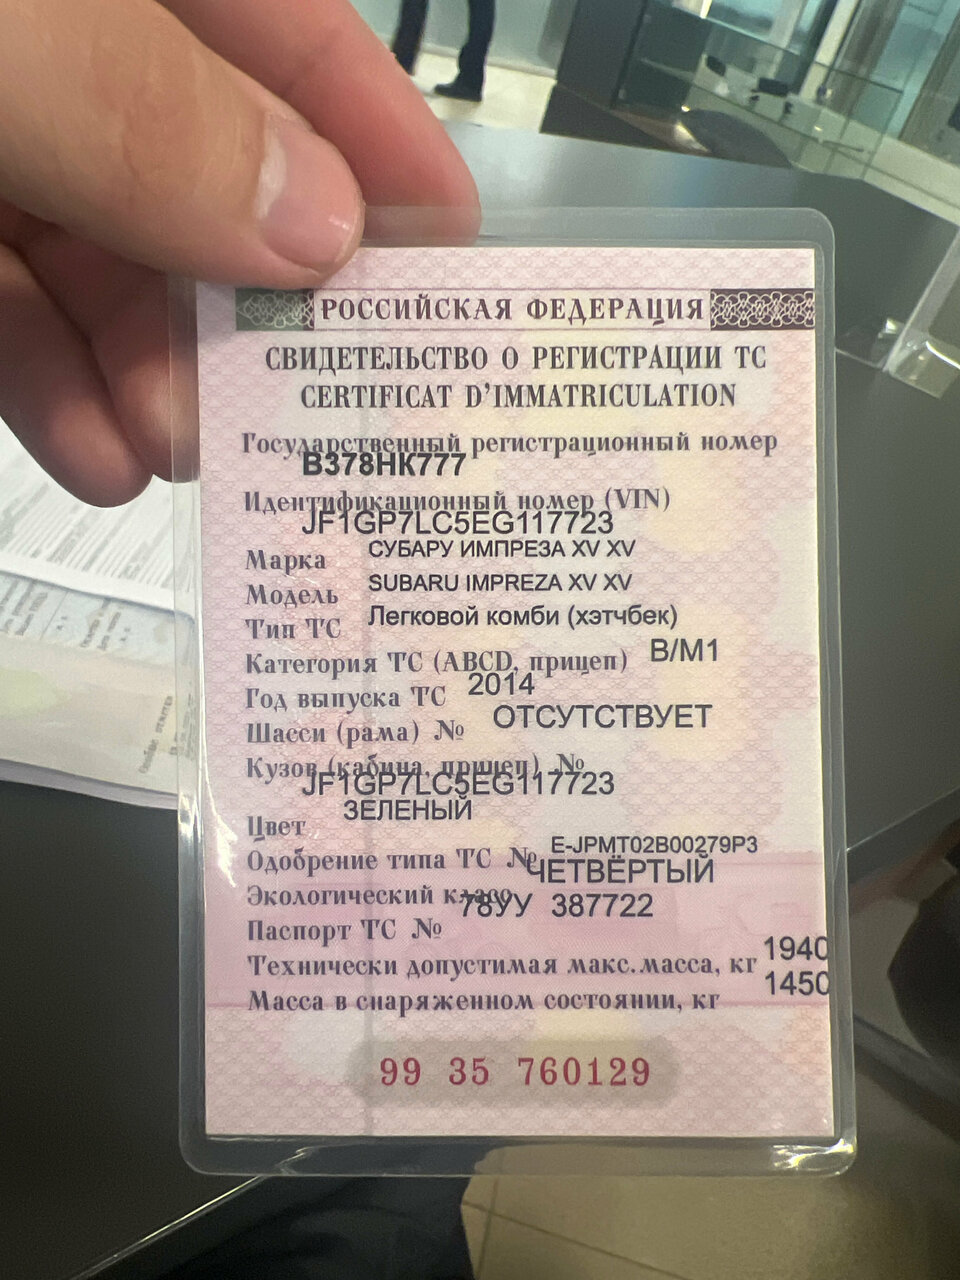 РОССИЙСКАЯ ФЕДЕРАЦИЯ
СВИДЕТЕЛЬСТВО О РЕГИСТРАЦИИ ТС
CERTIFICAT D'IMMATRICULATION
Государственный регистрационный номер
В378НК777
Идентификационный номер (VIN)
JF1GP7LC5EG117723
Марка СУБАРУ ИМПРЕЗА XV XV
Модель SUBARU IMPREZA XV XV
Тип ТС Легковой комби (хэтчбек)
Категория ТС (ABCD, прицеп) B/M1
Год выпуска ТС 2014
Шасси (рама) № ОТСУТСТВУЕТ
Кузов (кабина, прицеп) №
JF1GP7LC5EG117723
Цвет ЗЕЛЕНЫЙ
Одобрение типа ТС № E-JPMT02B00279P3
Экологический класс ЧЕТВЁРТЫЙ
Паспорт ТС № 78УУ 387722
Технически допустимая макс.масса, кг 1940
Масса в снаряженном состоянии, кг 1450
99 35 760129